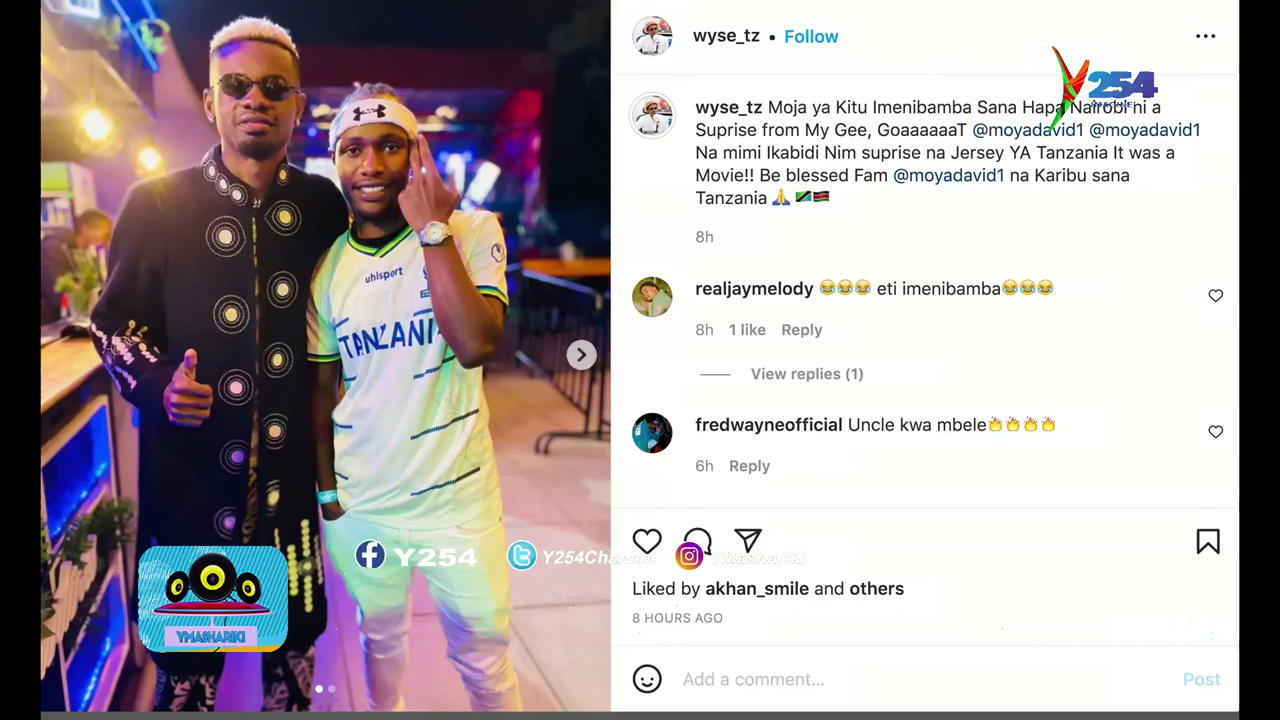 wyse_tz • Follow
Y254
wyse_tz Moja ya Kitu Imenibamba Sana Hapa Nairobi ni a
Suprise from My Gee, GoaaaaaaT @moyadavid1 @moyadavid1
Na mimi Ikabidi Nim suprise na Jersey YA Tanzania It was a
Movie!! Be blessed Fam @moyadavid1 na Karibu sana
Tanzania 🙏 🇹🇿🇰🇪
8h
realjaymelody 😂😂😂 eti imenibamba😂😂😂
8h 1 like Reply
View replies (1)
fredwayneofficial Uncle kwa mbele🔥🔥🔥🔥
6h Reply
Liked by akhan_smile and others
8 HOURS AGO
Add a comment... Post
uhlsport
TANZANI
Y254 Y254Channel Ymashariki
YMASHARIKI